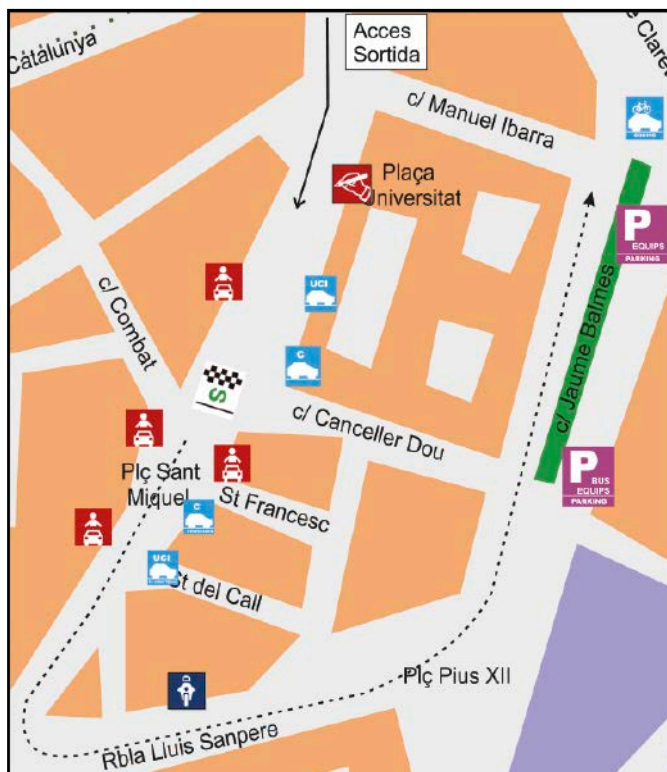 Acces
Sortida
Catalunya
e Claret
c/ Manuel Ibarra
Plaça
Universitat
P
EQUIPS
PARKING
UCI
c/ Combat
C
c/ Jaume Balmes
S
c/ Canceller Dou
Plç Sant
Miquel
St Francesc
P
BUS
EQUIPS
PARKING
C
UCI
St del Call
Plç Pius XII
Rbla Lluis Sanpere